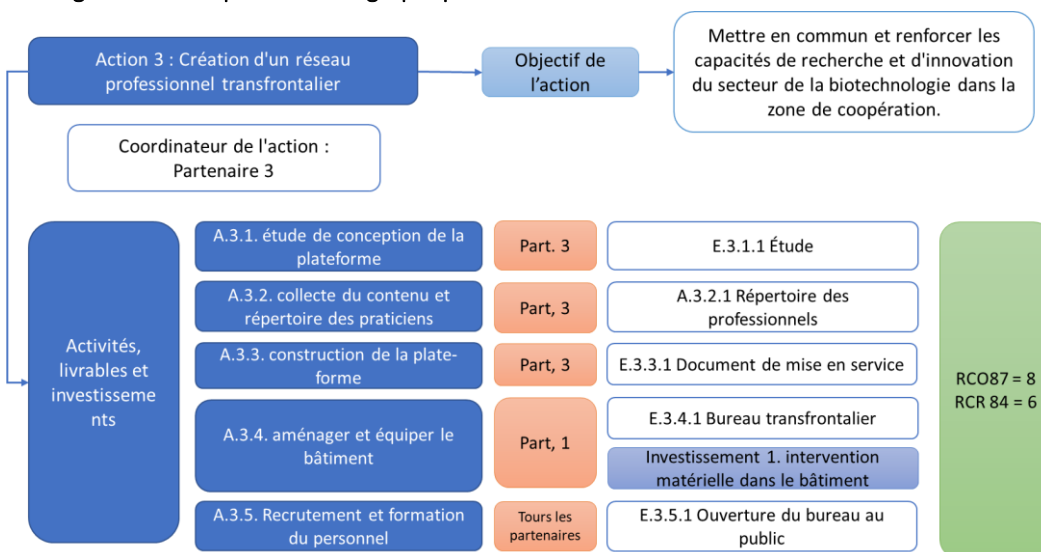 Action 3 : Création d'un réseau
professionnel transfrontalier
Objectif de
l'action
Mettre en commun et renforcer les
capacités de recherche et d'innovation
du secteur de la biotechnologie dans la
zone de coopération.
Coordinateur de l'action :
Partenaire 3
Activités,
livrables et
investisseme
nts
A.3.1. étude de conception de la
plateforme
Part. 3
E.3.1.1 Étude
A.3.2. collecte du contenu et
répertoire des praticiens
Part, 3
A.3.2.1 Répertoire des
professionnels
A.3.3. construction de la plate-
forme
Part, 3
E.3.3.1 Document de mise en service
A.3.4. aménager et équiper le
bâtiment
Part, 1
E.3.4.1 Bureau transfrontalier
Investissement 1. intervention
matérielle dans le bâtiment
A.3.5. Recrutement et formation
du personnel
Tours les
partenaires
E.3.5.1 Ouverture du bureau au
public
RCO87 = 8
RCR 84 = 6